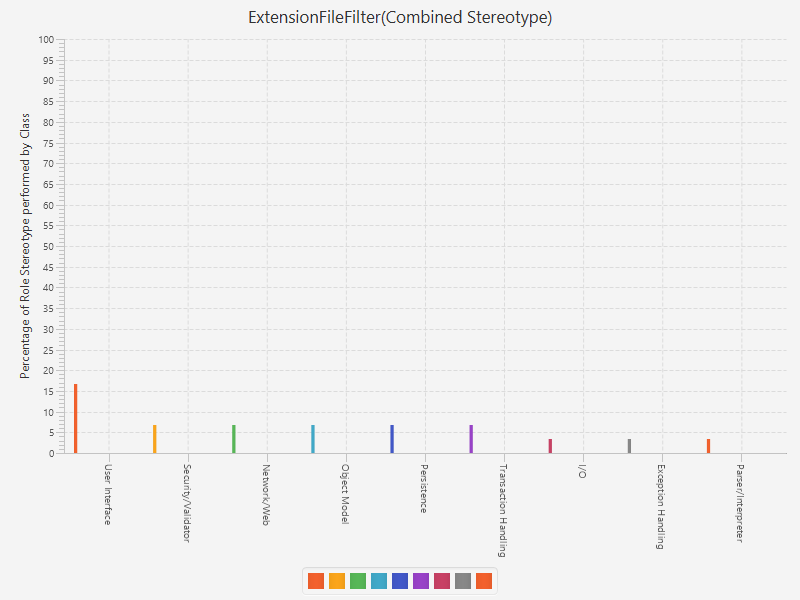 ExtensionFileFilter(Combined Stereotype)
Percentage of Role Stereotype performed by Class
100
95
90
85
80
75
70
65
60
55
50
45
40
35
30
25
20
15
10
5
0
User Interface
Security/Validator
Network/Web
Object Model
Persistence
Transaction Handling
I/O
Exception Handling
Parser/Interpreter